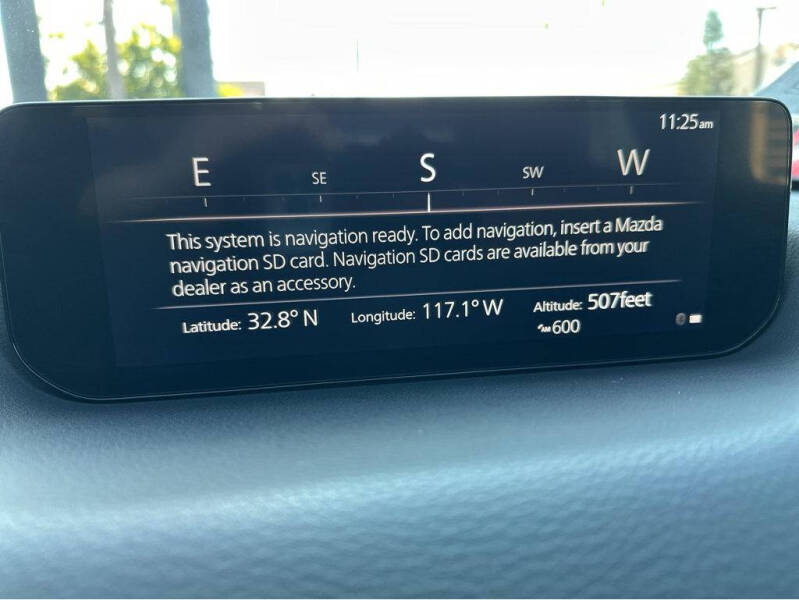 11:25am
E SE S SW W
This system is navigation ready. To add navigation, insert a Mazda
navigation SD card. Navigation SD cards are available from your
dealer as an accessory.
Latitude: 32.8° N Longitude: 117.1° W Altitude: 507feet
AM 600